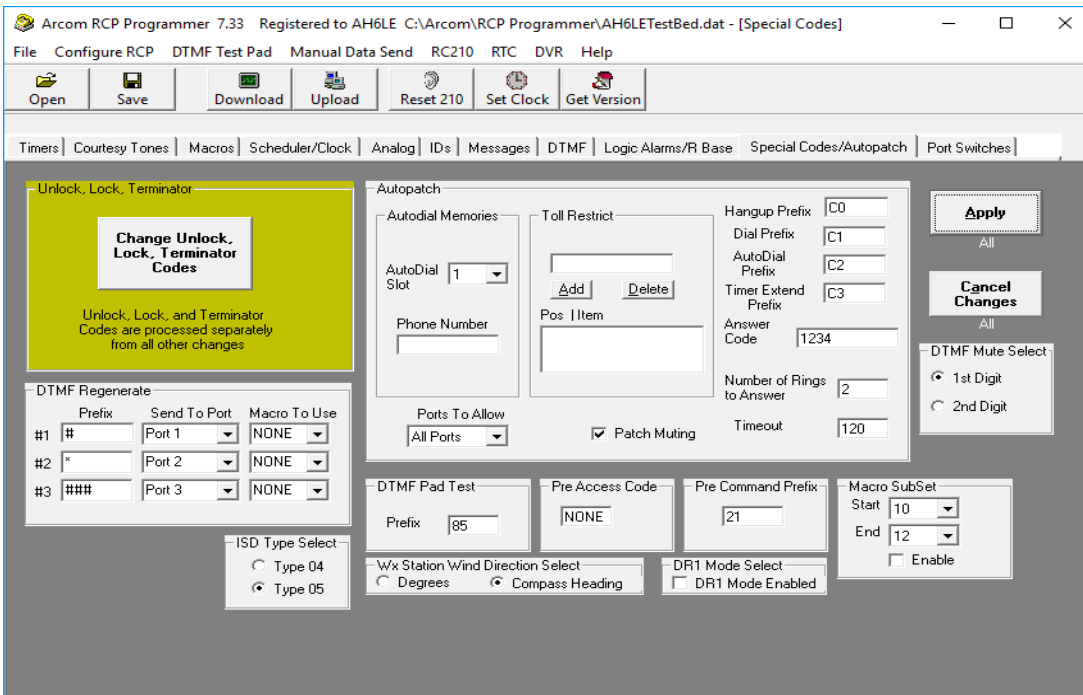 Arcom RCP Programmer 7.33 Registered to AH6LE C:\Arcom\RCP Programmer\AH6LETestBed.dat - [Special Codes]
File Configure RCP DTMF Test Pad Manual Data Send RC210 RTC DVR Help
Open Save Download Upload Reset 210 Set Clock Get Version
Timers Courtesy Tones Macros Scheduler/Clock Analog IDs Messages DTMF Logic Alarms/R Base Special Codes/Autopatch Port Switches
Unlock, Lock, Terminator
Change Unlock,
Lock, Terminator
Codes
Unlock, Lock, and Terminator
Codes are processed separately
from all other changes
DTMF Regenerate
Prefix Send To Port Macro To Use
#1 # Port 1 NONE
#2 * Port 2 NONE
#3 ### Port 3 NONE
ISD Type Select
Type 04
Type 05
Autopatch
Autodial Memories
AutoDial
Slot
1
Phone Number
Ports To Allow
All Ports
Toll Restrict
Add Delete
Pos | Item
Patch Muting
Hangup Prefix C0
Dial Prefix C1
AutoDial
Prefix
C2
Timer Extend
Prefix
C3
Answer
Code
1234
Number of Rings
to Answer
2
Timeout 120
Apply
All
Cancel
Changes
All
DTMF Mute Select
1st Digit
2nd Digit
DTMF Pad Test
Prefix 85
Pre Access Code
NONE
Pre Command Prefix
21
Macro SubSet
Start 10
End 12
Enable
Wx Station Wind Direction Select
Degrees Compass Heading
DR1 Mode Select
DR1 Mode Enabled